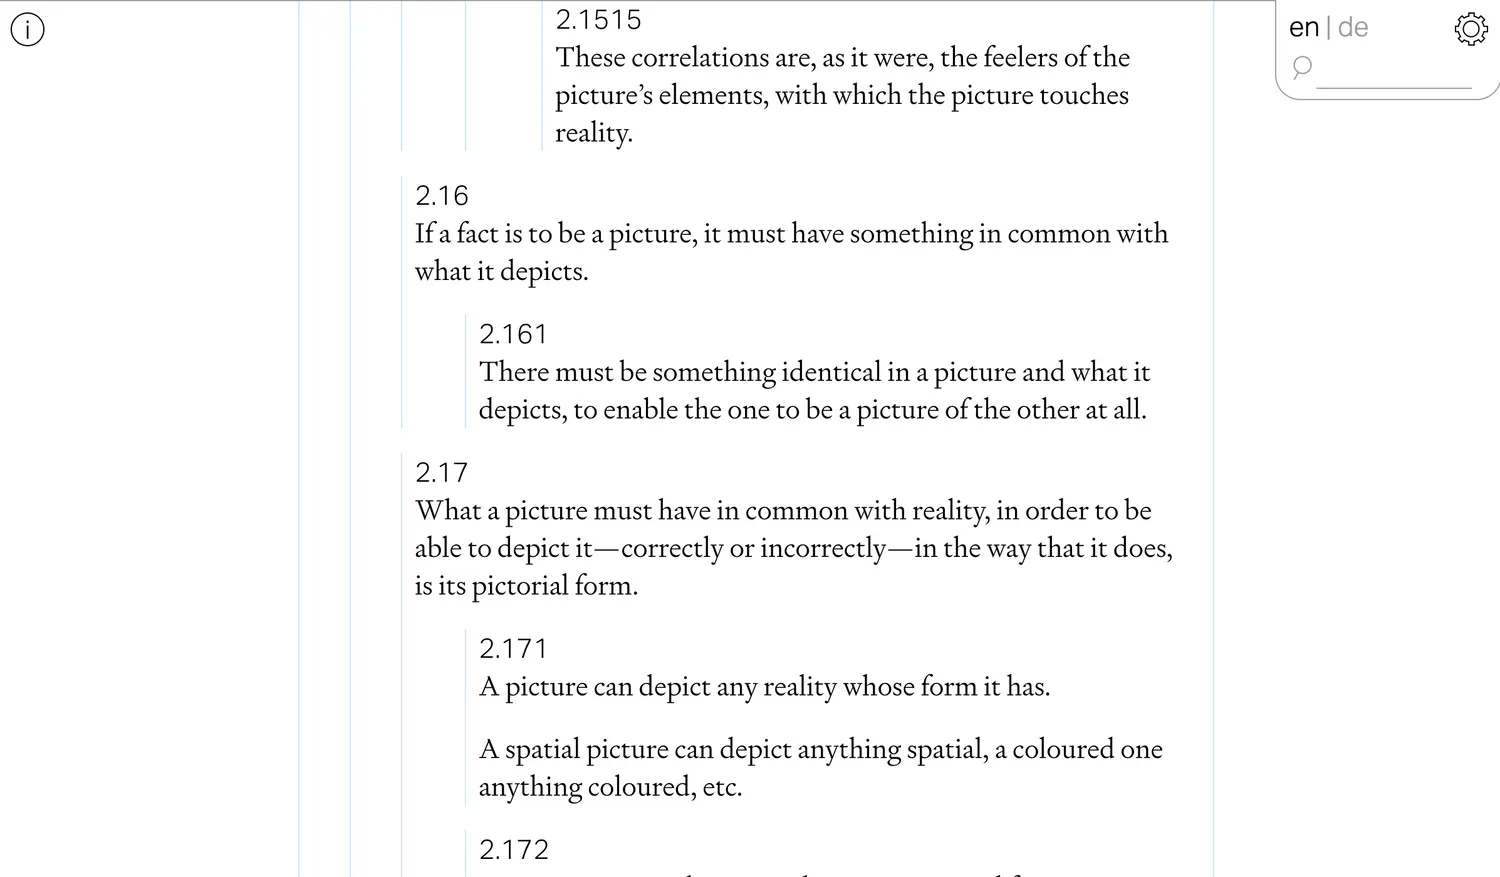 2.1515
These correlations are, as it were, the feelers of the
picture’s elements, with which the picture touches
reality.
2.16
If a fact is to be a picture, it must have something in common with
what it depicts.
2.161
There must be something identical in a picture and what it
depicts, to enable the one to be a picture of the other at all.
2.17
What a picture must have in common with reality, in order to be
able to depict it—correctly or incorrectly—in the way that it does,
is its pictorial form.
2.171
A picture can depict any reality whose form it has.
A spatial picture can depict anything spatial, a coloured one
anything coloured, etc.
2.172
en | de